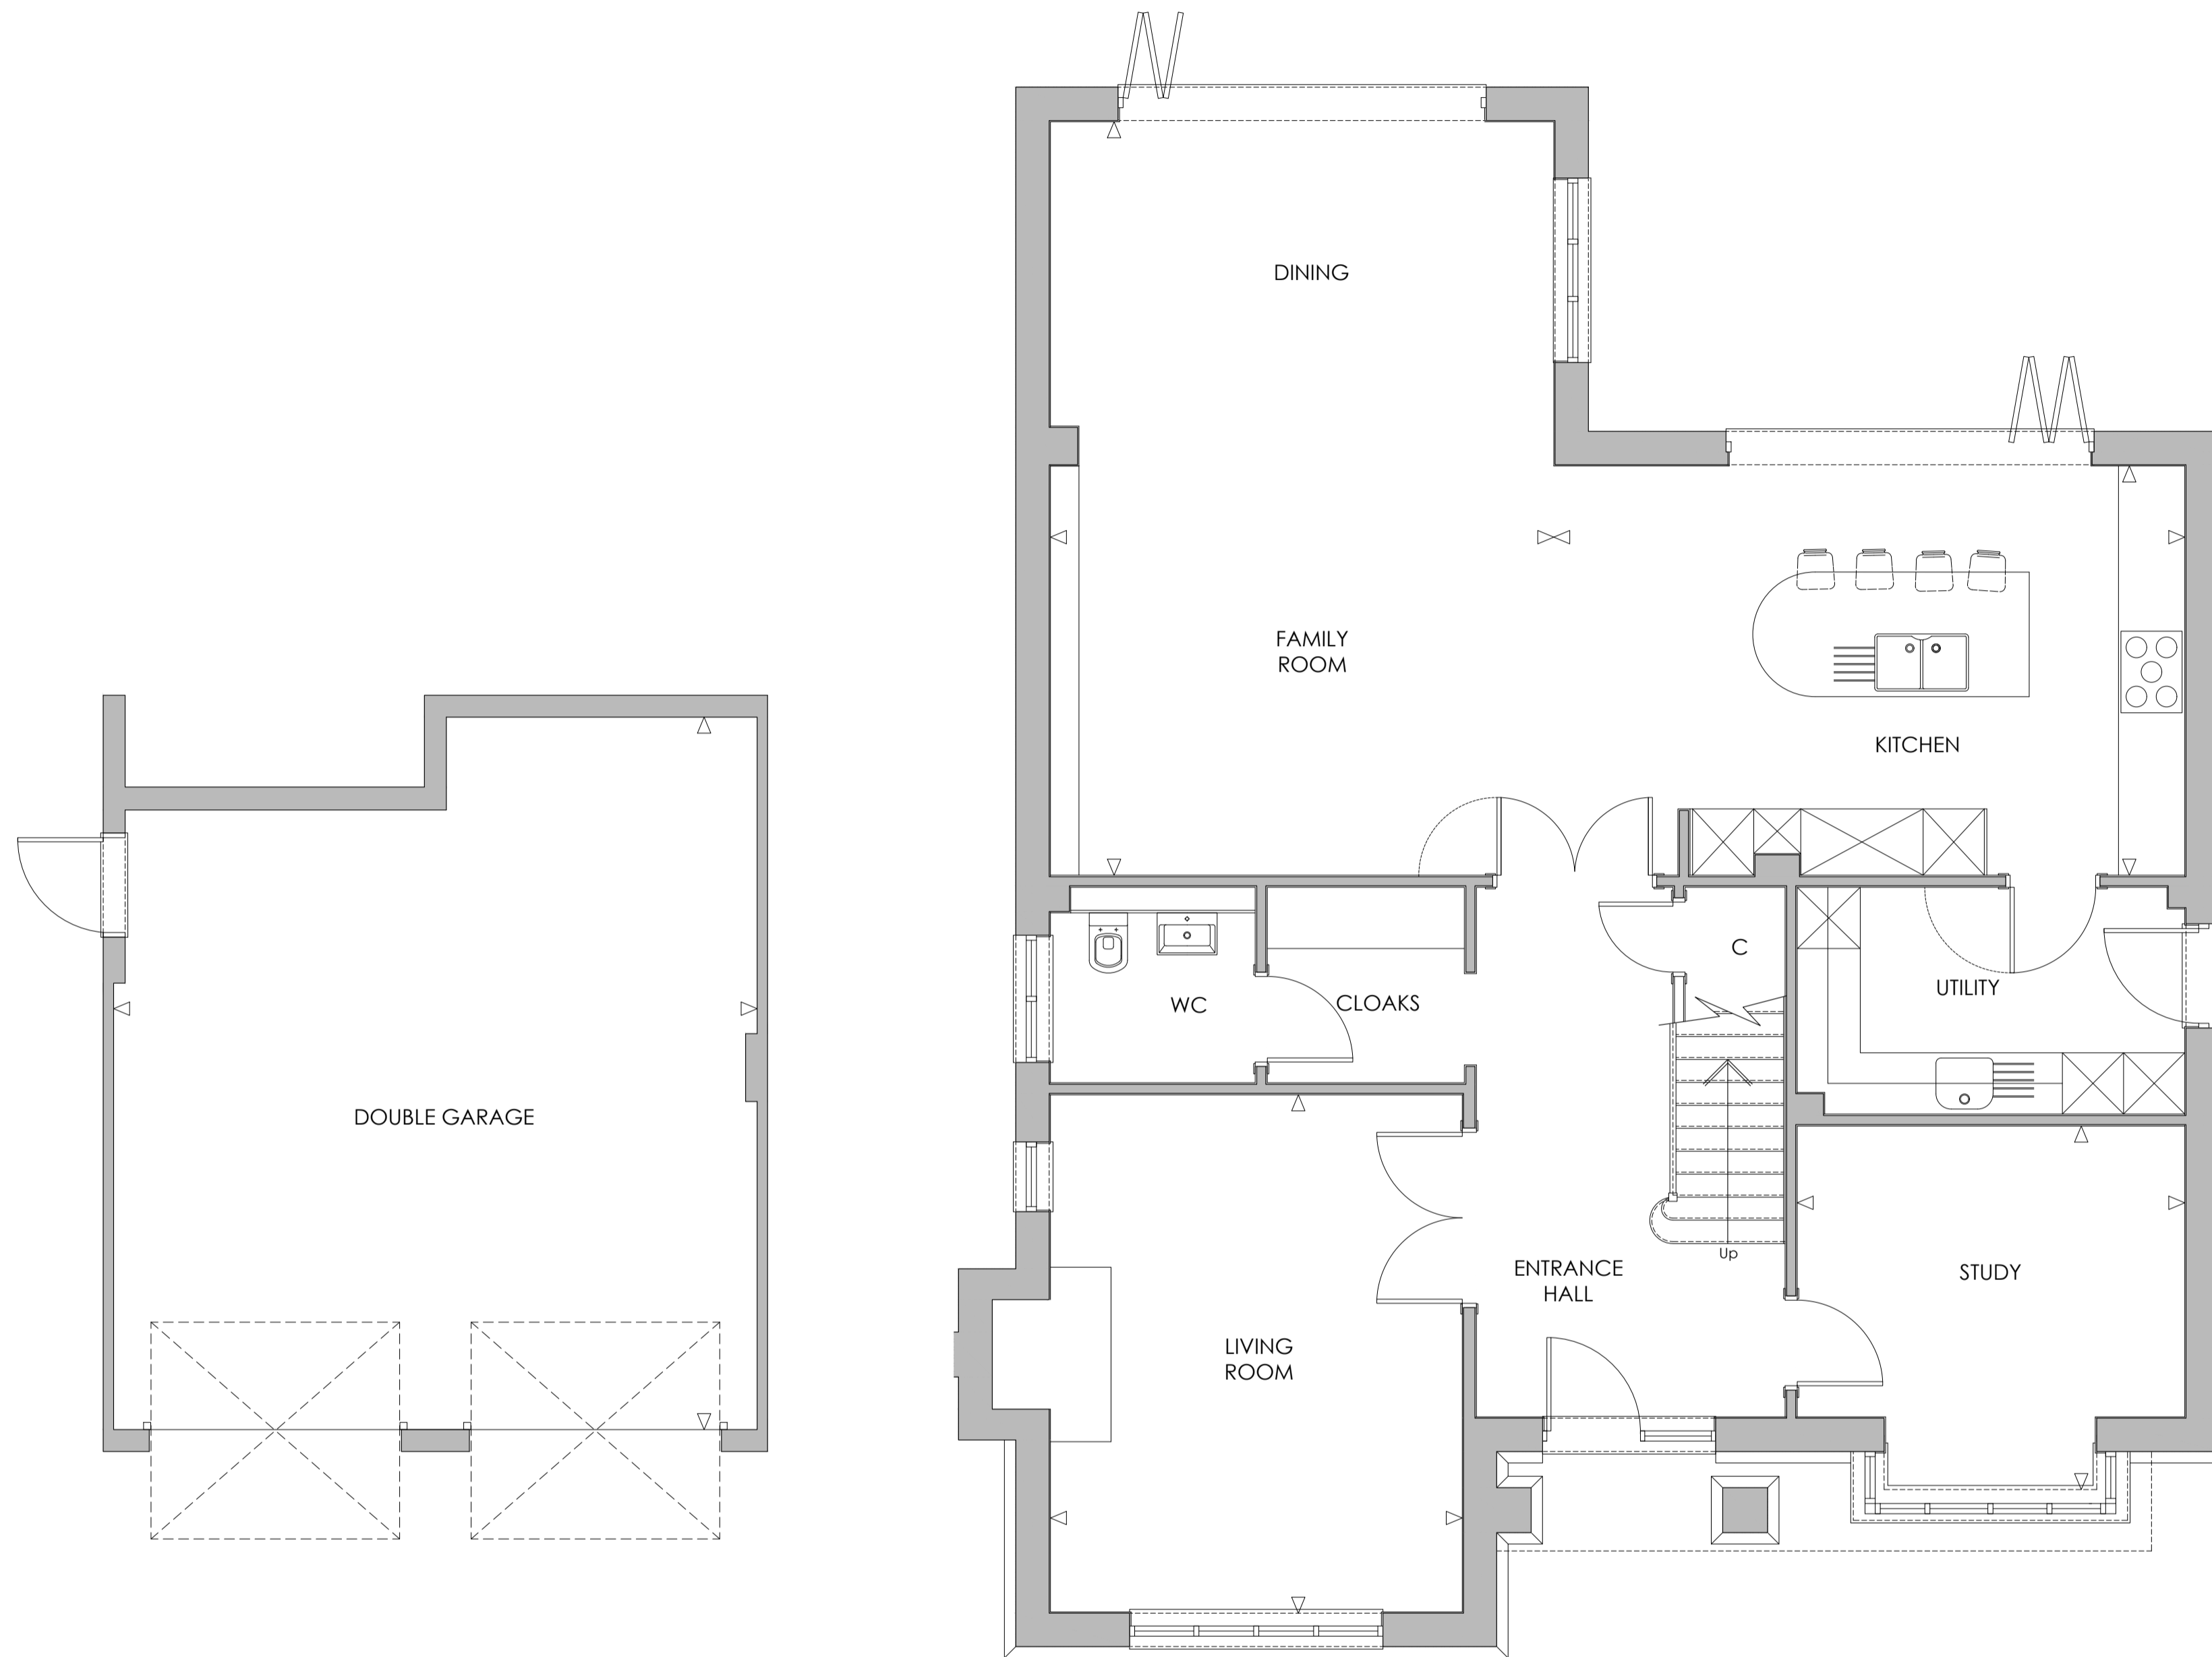 DINING
FAMILY
ROOM
KITCHEN
WC
CLOAKS
C
UTILITY
DOUBLE GARAGE
Up
ENTRANCE
HALL
STUDY
LIVING
ROOM